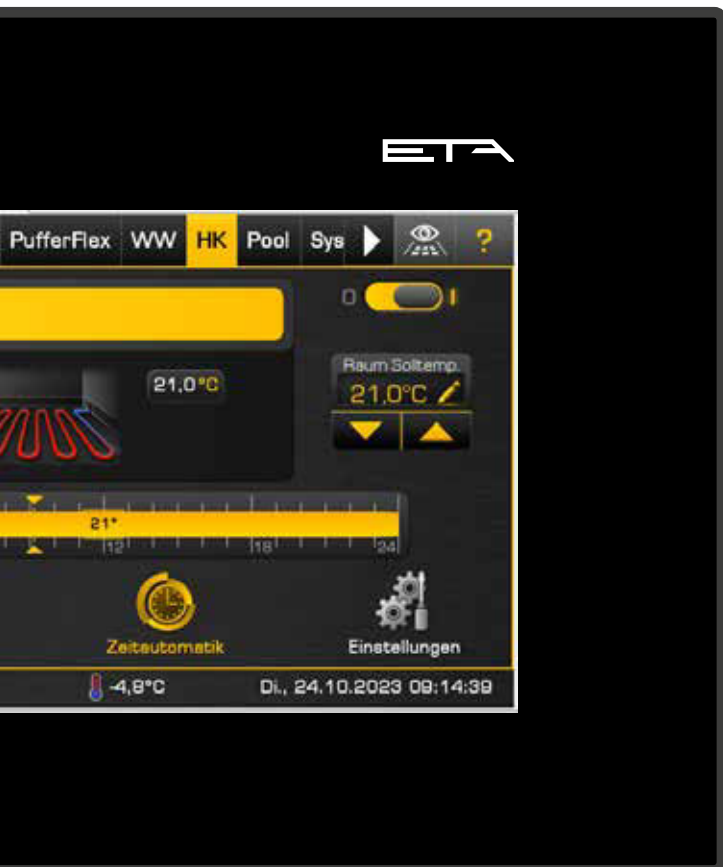 ETA
PufferFlex WW HK Pool Sys ?
0 I
Raum Solltemp.
21,0°C 21,0°C
21°
12 18 24
Zeitautomatik Einstellungen
-4,8°C Di., 24.10.2023 09:14:39